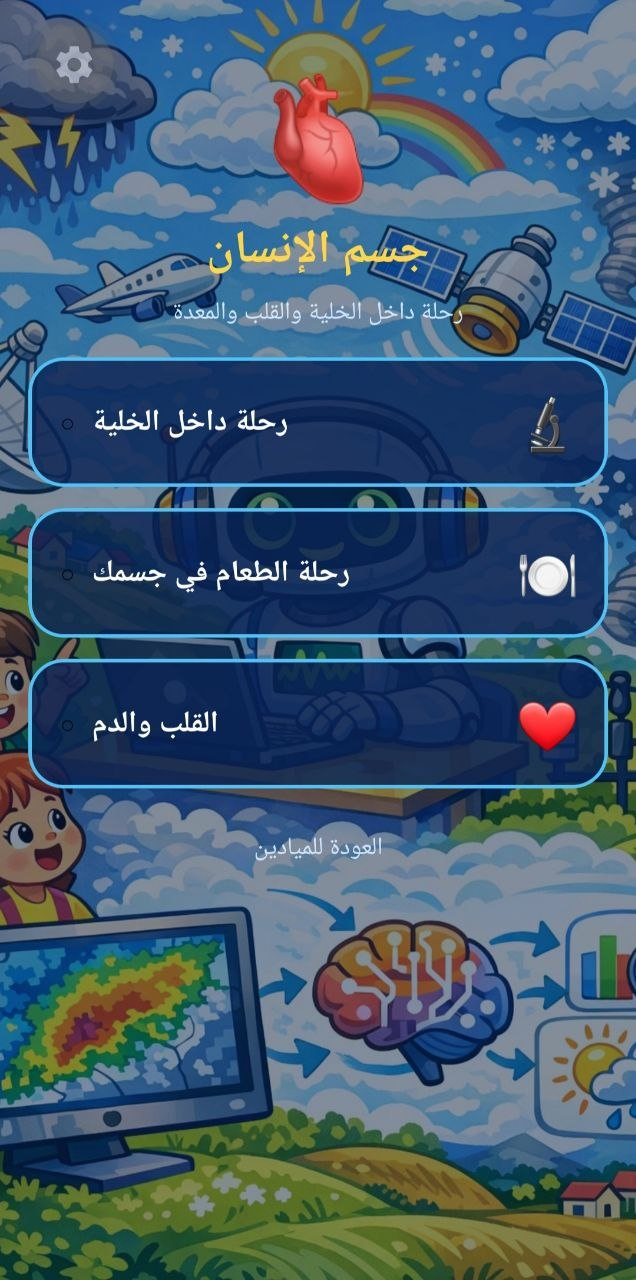 جسم الإنسان
رحلة داخل الخلية والقلب والمعدة
رحلة داخل الخلية
رحلة الطعام في جسمك
القلب والدم
العودة للميادين